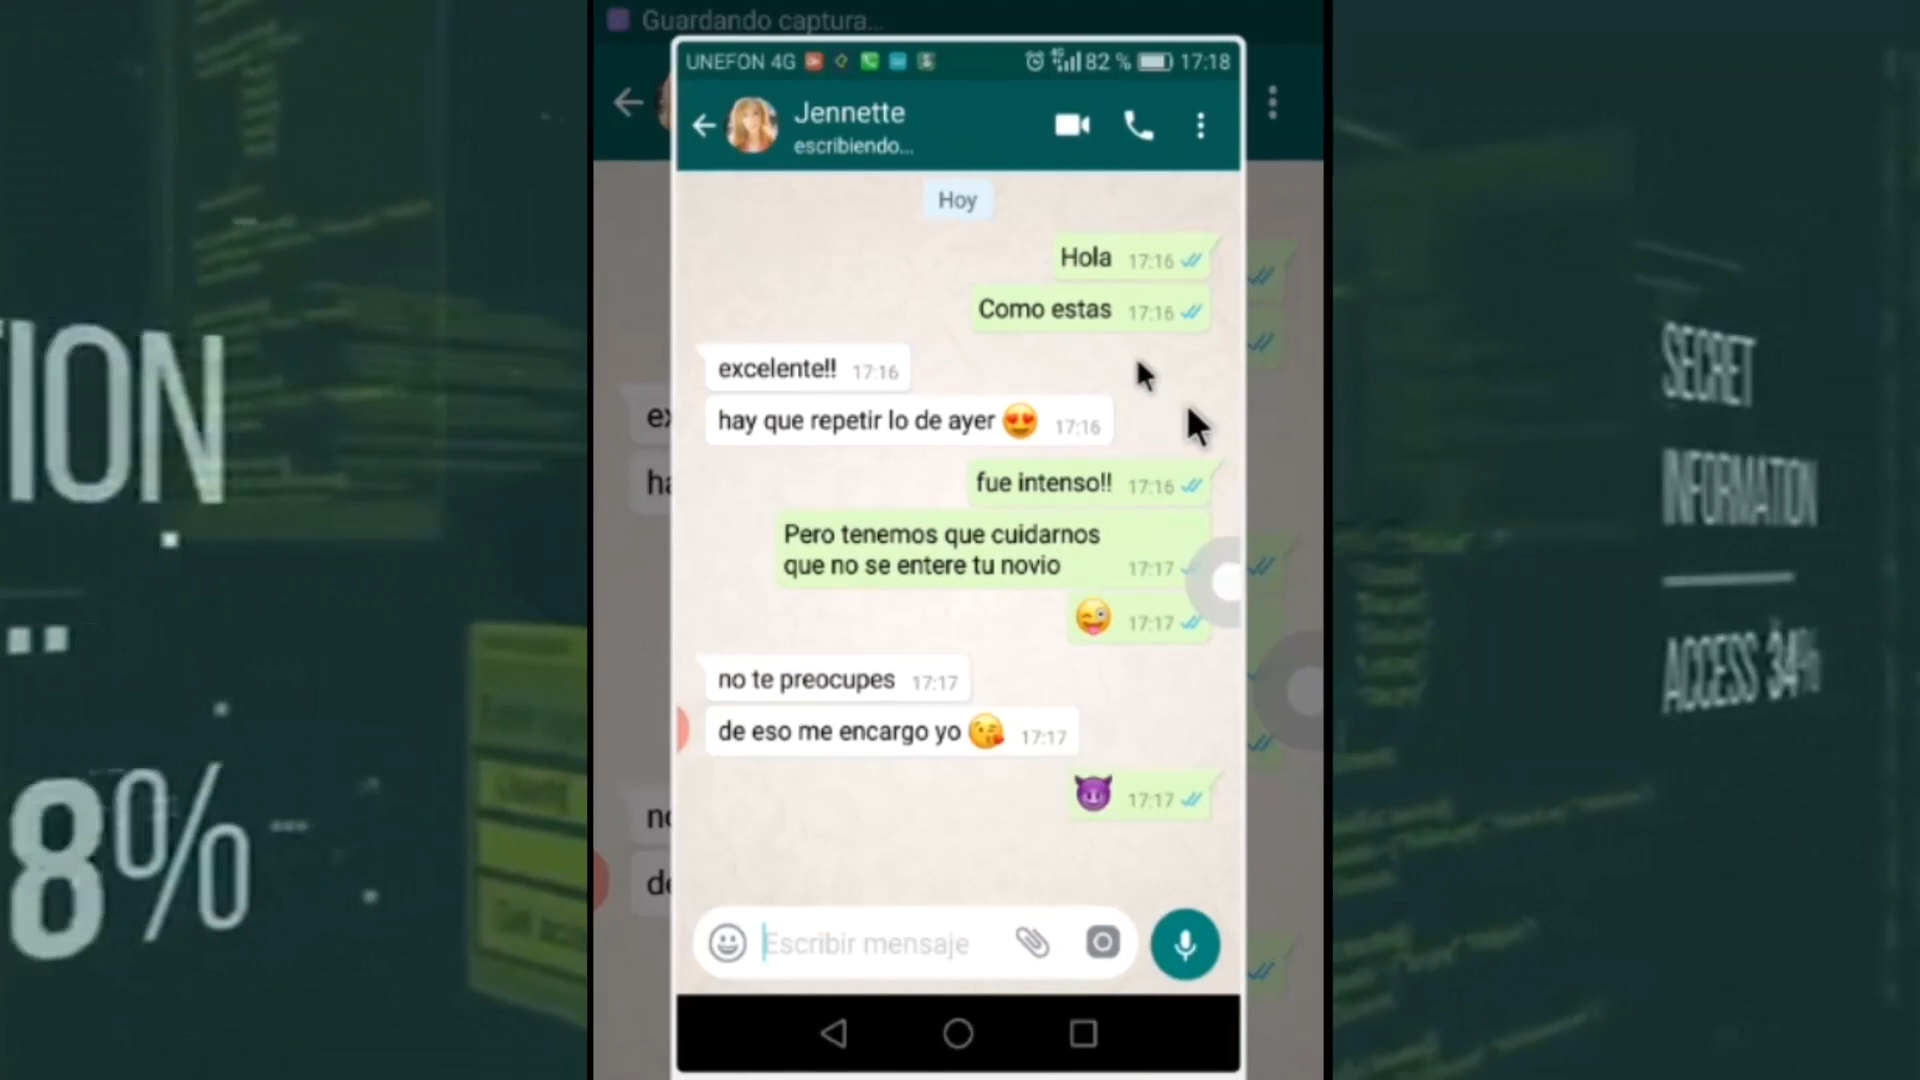 Guardando captura...
UNEFON 4G
82 %
17:18
Jennette
escribiendo...
Hoy
Hola 17:16
Como estas 17:16
excelente!! 17:16
hay que repetir lo de ayer 😍 17:16
fue intenso!! 17:16
Pero tenemos que cuidarnos
que no se entere tu novio 17:17
😜 17:17
no te preocupes 17:17
de eso me encargo yo 😘 17:17
😈 17:17
Escribir mensaje
ION
8%
SECRET
INFORMATION
ACCESS 34%